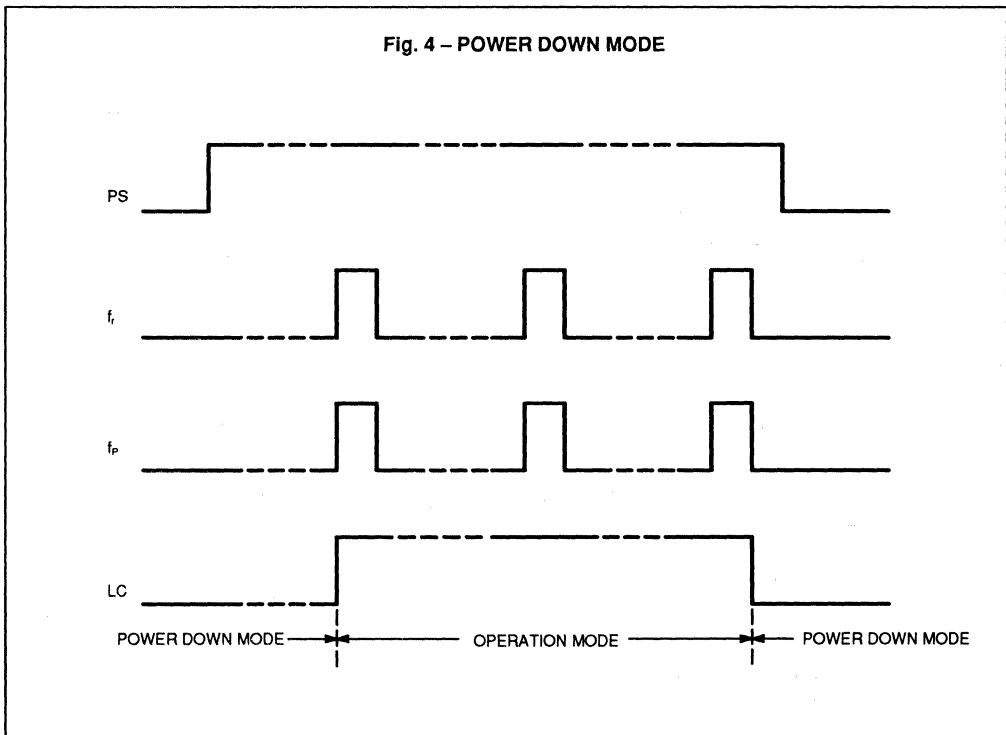 Fig. 4 – POWER DOWN MODE
PS
fr
fP
LC
POWER DOWN MODE
OPERATION MODE
POWER DOWN MODE